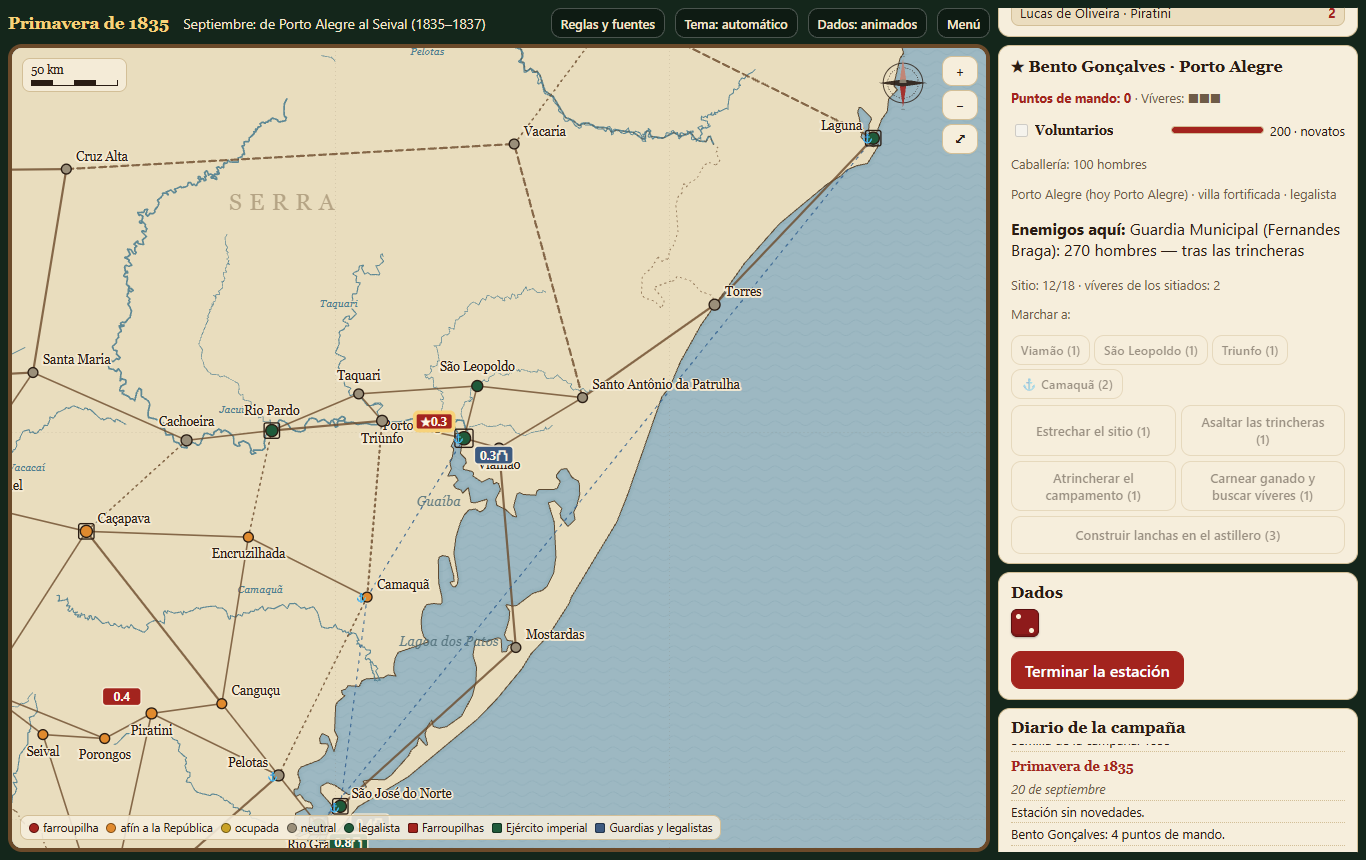 Primavera de 1835
Septiembre: de Porto Alegre al Seival (1835–1837)
Reglas y fuentes
Tema: automático
Dados: animados
Menú
50 km
+
−
Pelotas
Laguna
Vacaria
Cruz Alta
SERRA
Taquari
Torres
Santa Maria
Taquari
São Leopoldo
Santo Antônio da Patrulha
Cachoeira
Jacuí
Rio Pardo
Porto
Triunfo
★0.3
0.3
Viamão
Vacacaí
el
Guaíba
Caçapava
Encruzilhada
Camaquã
Camaquã
Lagoa dos Patos
Mostardas
0.4
Canguçu
Piratini
Seival
Porongos
Pelotas
São José do Norte
farroupilha
afín a la República
ocupada
neutral
legalista
Farroupilhas
Ejército imperial
Guardias y legalistas
Rio Gra
0.8
Lucas de Oliveira · Piratini
2
★ Bento Gonçalves · Porto Alegre
Puntos de mando: 0 · Víveres:
Voluntarios
200 · novatos
Caballería: 100 hombres
Porto Alegre (hoy Porto Alegre) · villa fortificada · legalista
Enemigos aquí: Guardia Municipal (Fernandes
Braga): 270 hombres — tras las trincheras
Sitio: 12/18 · víveres de los sitiados: 2
Marchar a:
Viamão (1)
São Leopoldo (1)
Triunfo (1)
⚓ Camaquã (2)
Estrechar el sitio (1)
Asaltar las trincheras
(1)
Atrincherar el
campamento (1)
Carnear ganado y
buscar víveres (1)
Construir lanchas en el astillero (3)
Dados
Terminar la estación
Diario de la campaña
Primavera de 1835
20 de septiembre
Estación sin novedades.
Bento Gonçalves: 4 puntos de mando.